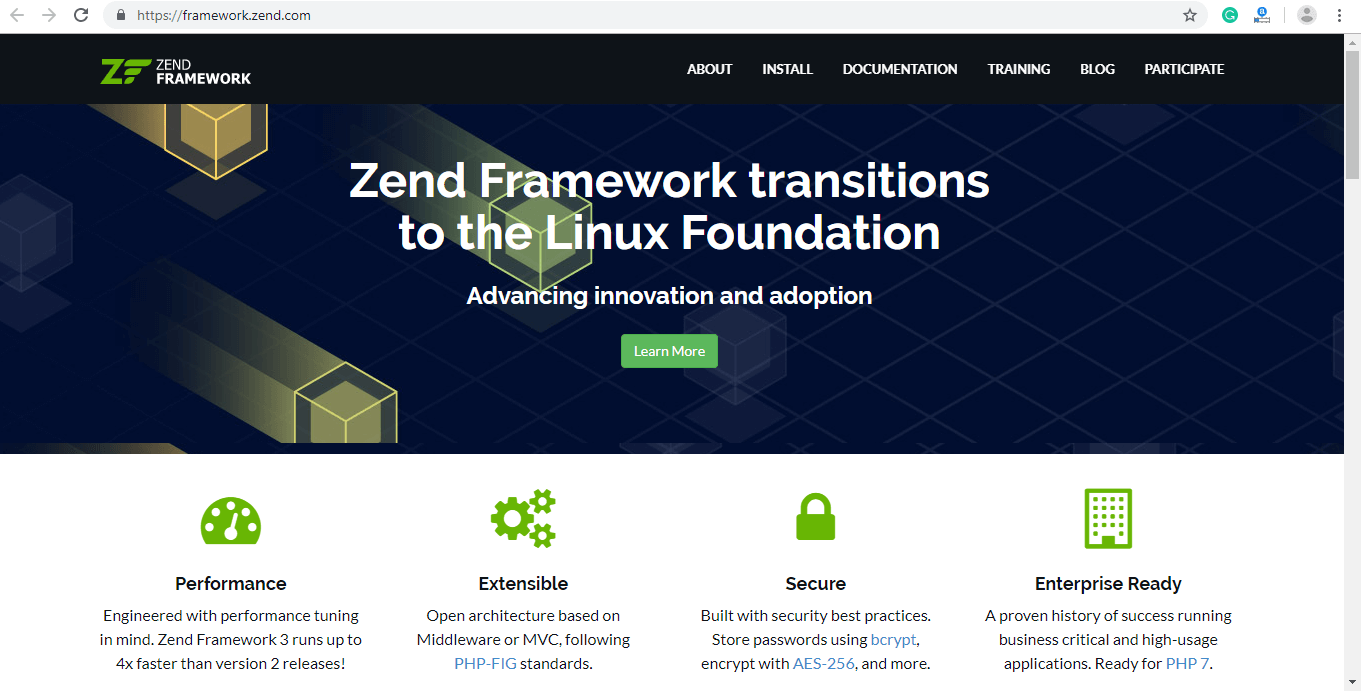 https://framework.zend.com
ZEND
FRAMEWORK
ABOUT INSTALL DOCUMENTATION TRAINING BLOG PARTICIPATE
Zend Framework transitions
to the Linux Foundation
Advancing innovation and adoption
Learn More
Performance
Engineered with performance tuning
in mind. Zend Framework 3 runs up to
4x faster than version 2 releases!
Extensible
Open architecture based on
Middleware or MVC, following
PHP-FIG standards.
Secure
Built with security best practices.
Store passwords using bcrypt,
encrypt with AES-256, and more.
Enterprise Ready
A proven history of success running
business critical and high-usage
applications. Ready for PHP 7.